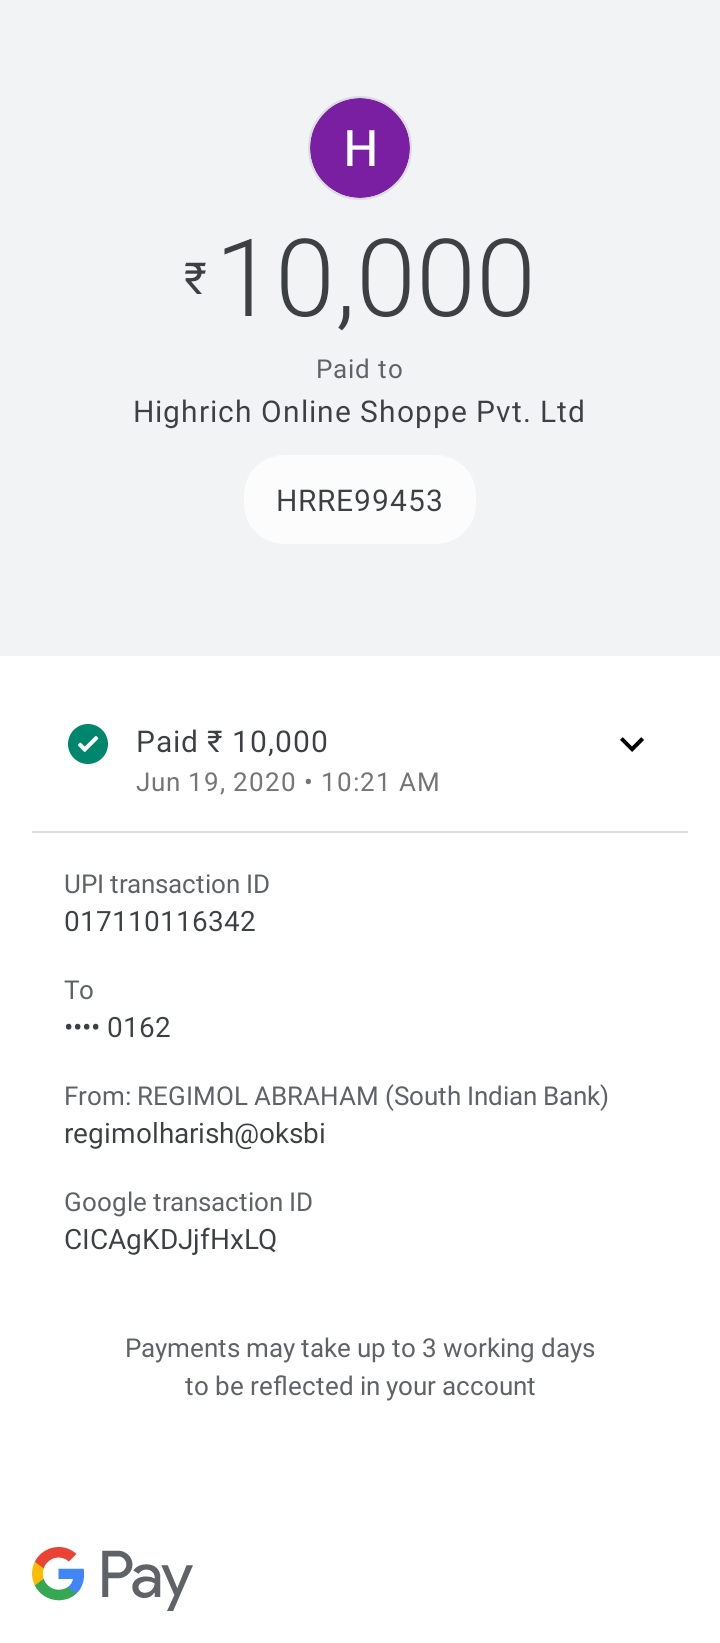 H
₹10,000
Paid to
Highrich Online Shoppe Pvt. Ltd
HRRE99453
Paid ₹ 10,000
Jun 19, 2020 • 10:21 AM
UPI transaction ID
017110116342
To
•••• 0162
From: REGIMOL ABRAHAM (South Indian Bank)
regimolharish@oksbi
Google transaction ID
CICAgKDJjfHxLQ
Payments may take up to 3 working days
to be reflected in your account
G Pay